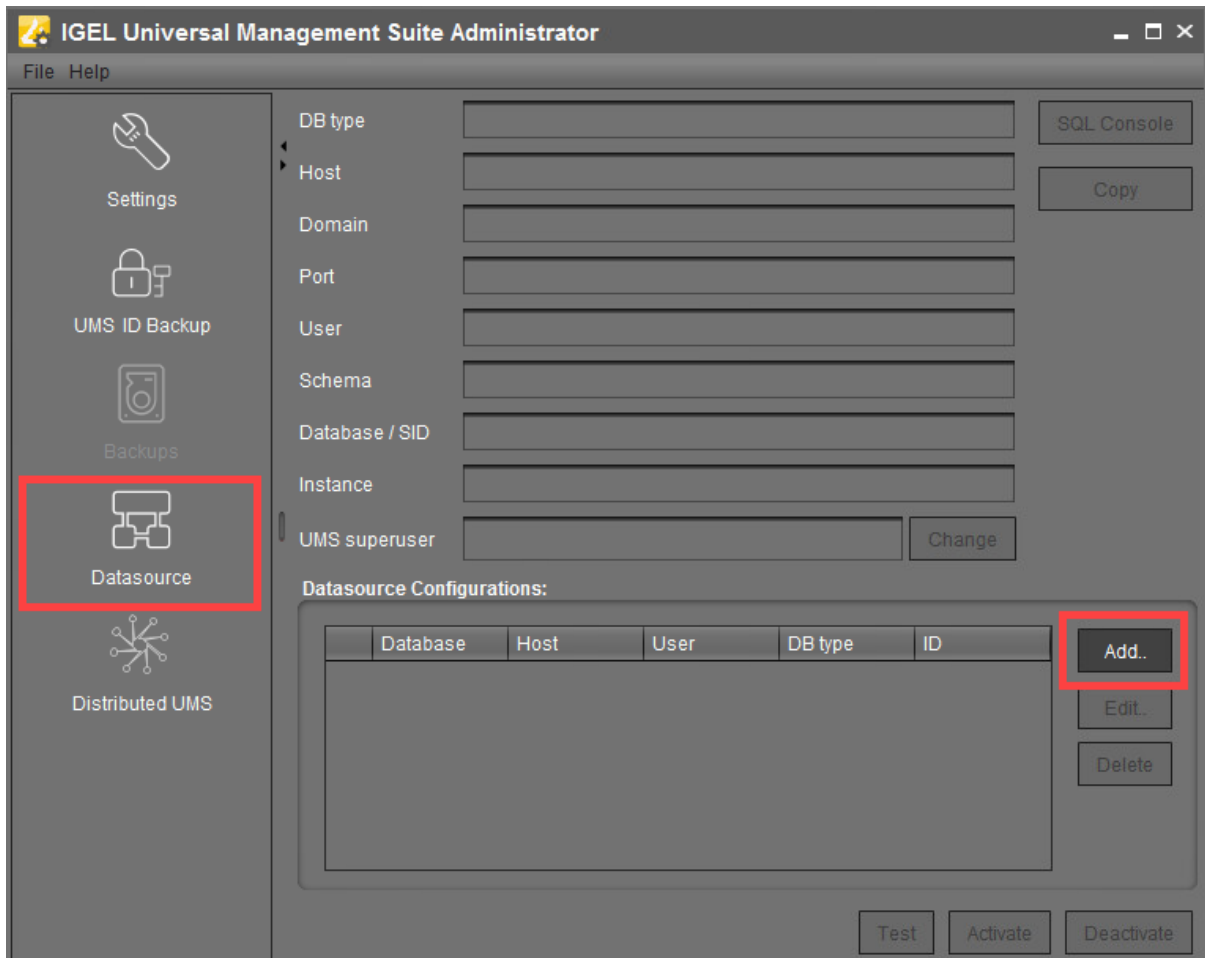 IGEL Universal Management Suite Administrator
File Help
Settings
UMS ID Backup
Backups
Datasource
Distributed UMS
DB type
SQL Console
Host
Copy
Domain
Port
User
Schema
Database / SID
Instance
UMS superuser Change
Datasource Configurations:
Database Host User DB type ID
Add..
Edit..
Delete
Test Activate Deactivate